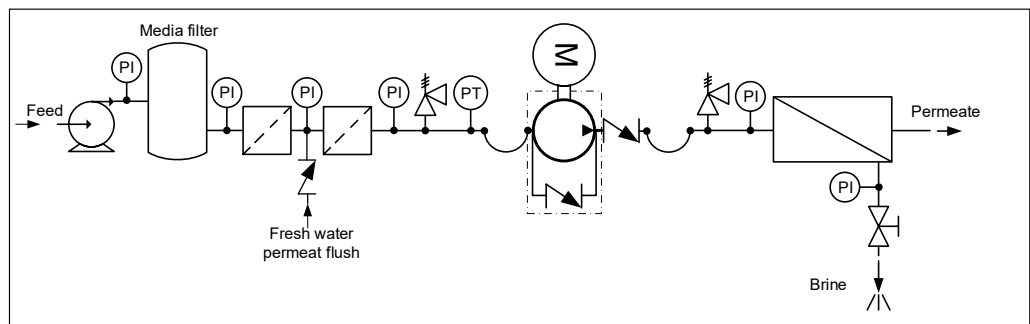 Media filter
M
PI
PI
PI
PI
PT
PI
Feed
Permeate
PI
Fresh water
permeat flush
Brine